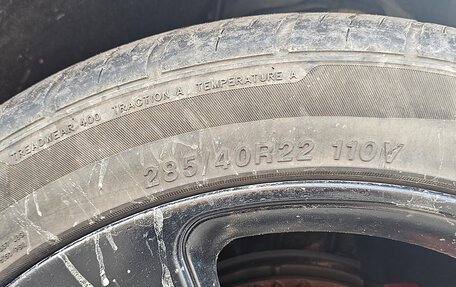 TREADWEAR 400 TRACTION A TEMPERATURE A
285/40R22 110V